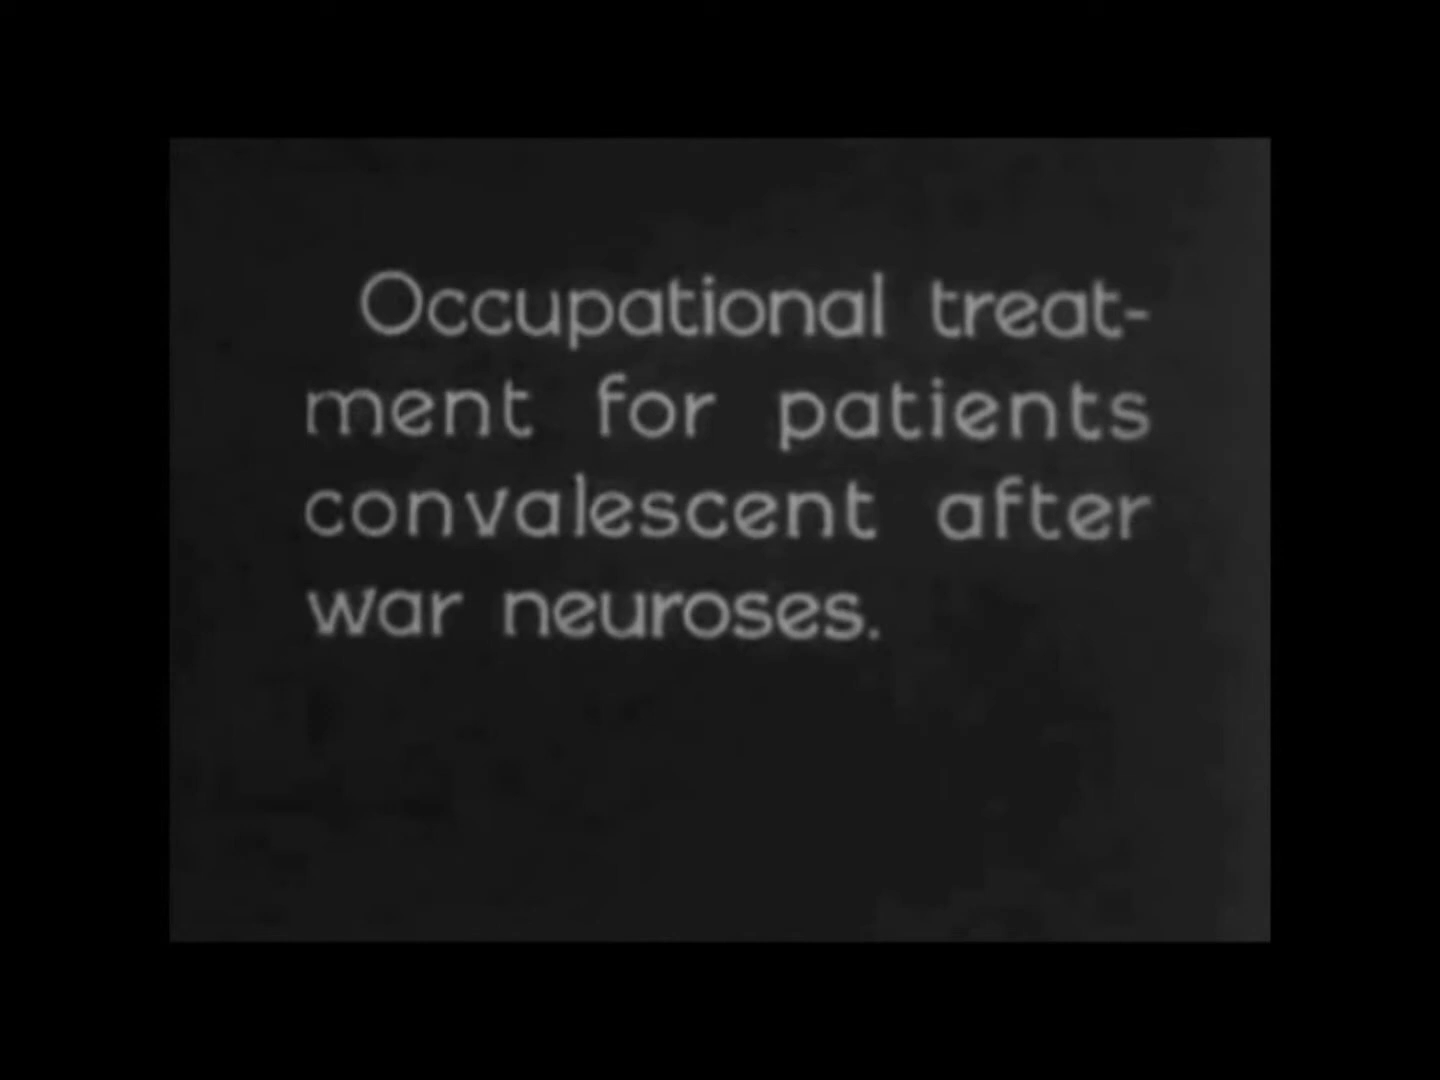 Occupational treat-
ment for patients
convalescent after
war neuroses.